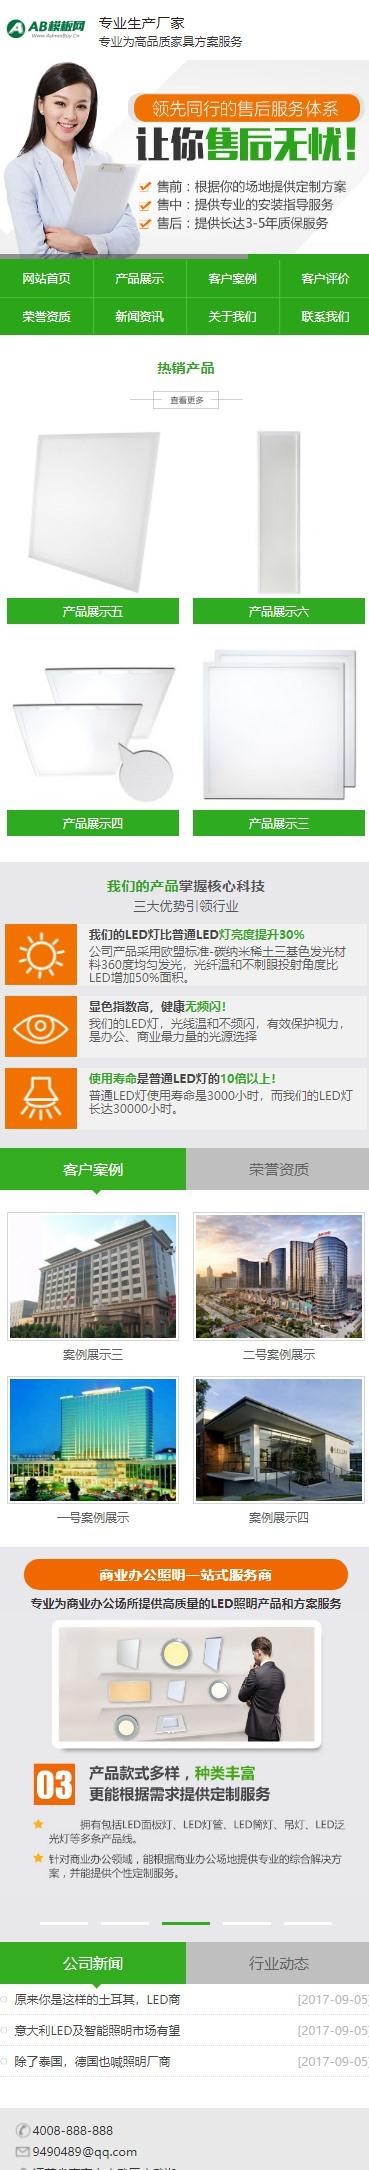 AB模板网
www.AdminBuy.Cn
专业生产厂家
专业为高品质家具方案服务
领先同行的售后服务体系
让你售后无忧!
售前：根据你的场地提供定制方案
售中：提供专业的安装指导服务
售后：提供长达3-5年质保服务
网站首页 产品展示 客户案例 客户评价
荣誉资质 新闻资讯 关于我们 联系我们
热销产品
查看更多
产品展示五 产品展示六
产品展示四 产品展示三
我们的产品掌握核心科技
三大优势引领行业
我们的LED灯比普通LED灯亮度提升30%
公司产品采用欧盟标准-碳纳米稀土三基色发光材
料360度均匀发光，光纤温和不刺眼投射角度比
LED增加50%面积。
显色指数高，健康无频闪！
我们的LED灯，光线温和不频闪，有效保护视力，
是办公、商业最力量的光源选择
使用寿命是普通LED灯的10倍以上！
普通LED灯使用寿命是3000小时，而我们的LED灯
长达30000小时。
客户案例 荣誉资质
案例展示三 二号案例展示
一号案例展示 案例展示四
商业办公照明一站式服务商
专业为商业办公场所提供高质量的LED照明产品和方案服务
03 产品款式多样，种类丰富
更能根据需求提供定制服务
拥有包括LED面板灯、LED灯管、LED筒灯、吊灯、LED泛
光灯等多条产品线。
针对商业办公领域，能根据商业办公场地提供专业的综合解决方
案，并能提供个性定制服务。
公司新闻 行业动态
原来你是这样的土耳其，LED商 [2017-09-05]
意大利LED及智能照明市场有望 [2017-09-05]
除了泰国，德国也喊照明厂商 [2017-09-05]
4008-888-888
9490489@qq.com